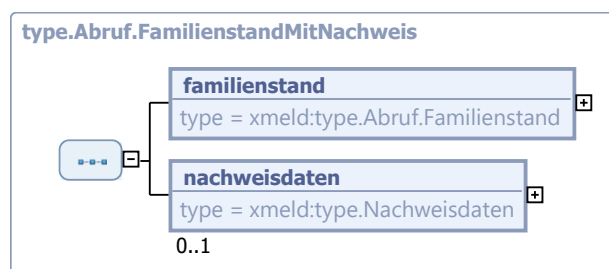 type.Abruf.FamilienstandMitNachweis
familienstand
type = xmeld:type.Abruf.Familienstand
nachweisdaten
type = xmeld:type.Nachweisdaten
0..1